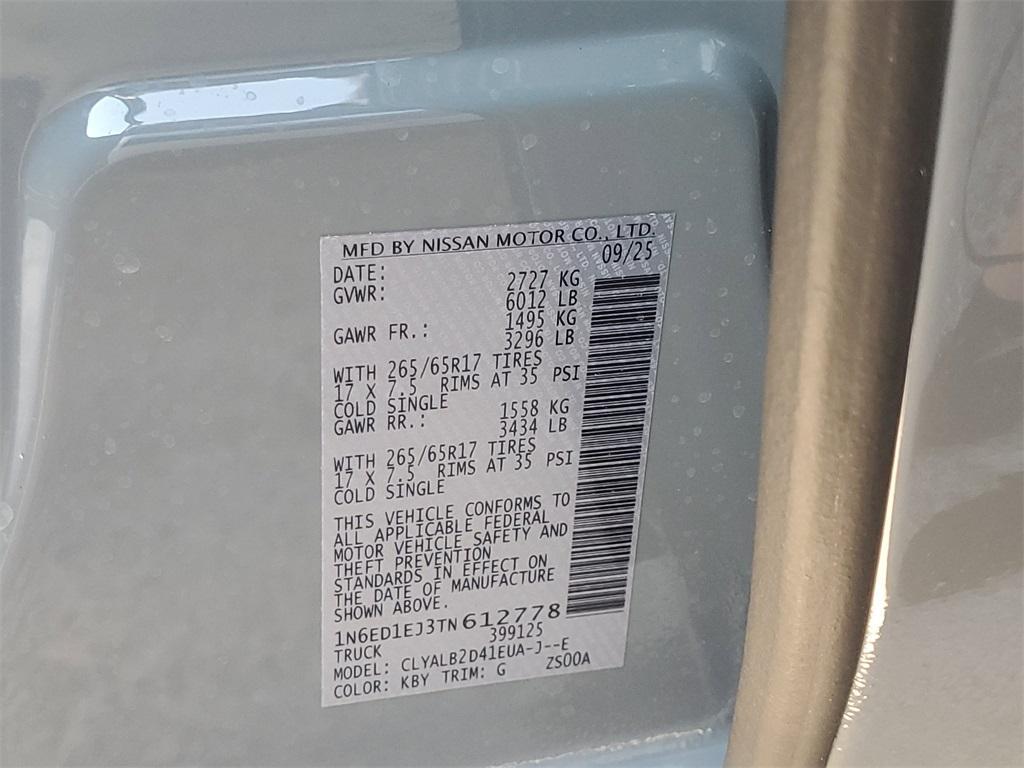 MFD BY NISSAN MOTOR CO., LTD.
DATE: 09/25
GVWR: 2727 KG
6012 LB
GAWR FR.: 1495 KG
3296 LB
WITH 265/65R17 TIRES
17 X 7.5 RIMS AT 35 PSI
COLD SINGLE
GAWR RR.: 1558 KG
3434 LB
WITH 265/65R17 TIRES
17 X 7.5 RIMS AT 35 PSI
COLD SINGLE
THIS VEHICLE CONFORMS TO
ALL APPLICABLE FEDERAL
MOTOR VEHICLE SAFETY AND
THEFT PREVENTION
STANDARDS IN EFFECT ON
THE DATE OF MANUFACTURE
SHOWN ABOVE.
1N6ED1EJ3TN612778
TRUCK 399125
MODEL: CLYALB2D41EUA-J--E
COLOR: KBY TRIM: G ZS00A